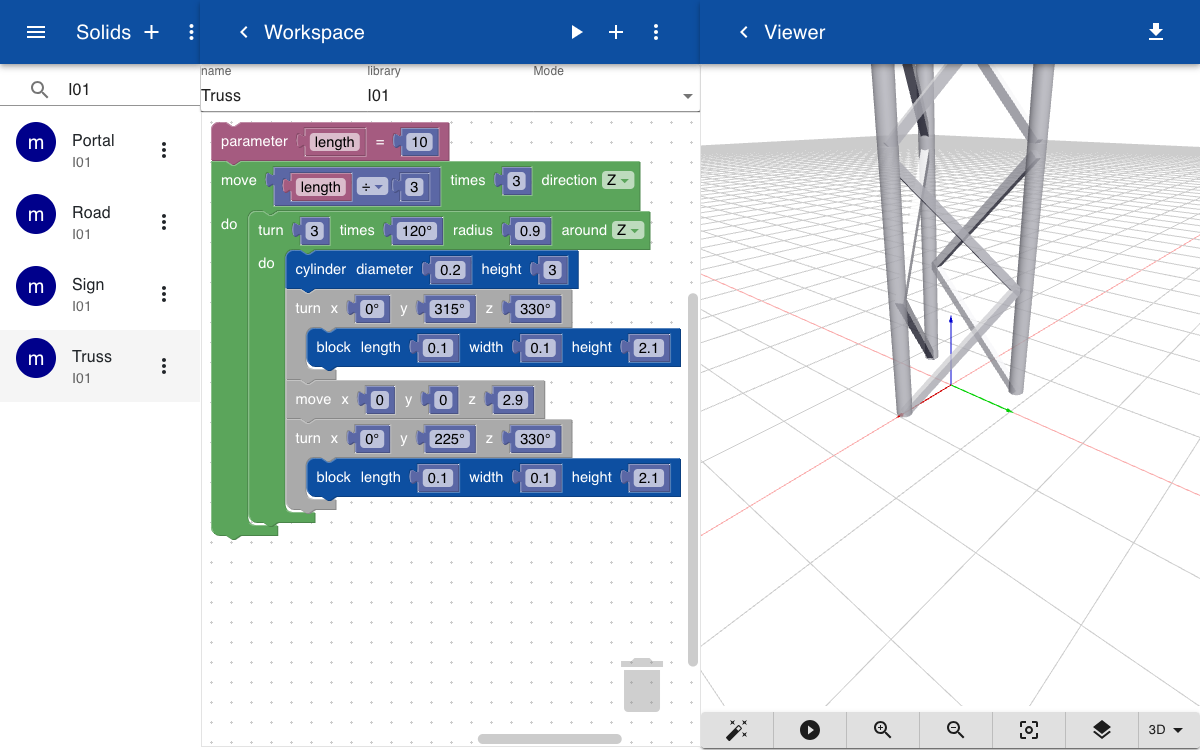 Solids
Workspace
Viewer
I01
name library Mode
Truss I01
m Portal
I01
m Road
I01
m Sign
I01
m Truss
I01
parameter length = 10
move length ÷ 3 times 3 direction Z
do turn 3 times 120° radius 0.9 around Z
do cylinder diameter 0.2 height 3
turn x 0° y 315° z 330°
block length 0.1 width 0.1 height 2.1
move x 0 y 0 z 2.9
turn x 0° y 225° z 330°
block length 0.1 width 0.1 height 2.1
3D